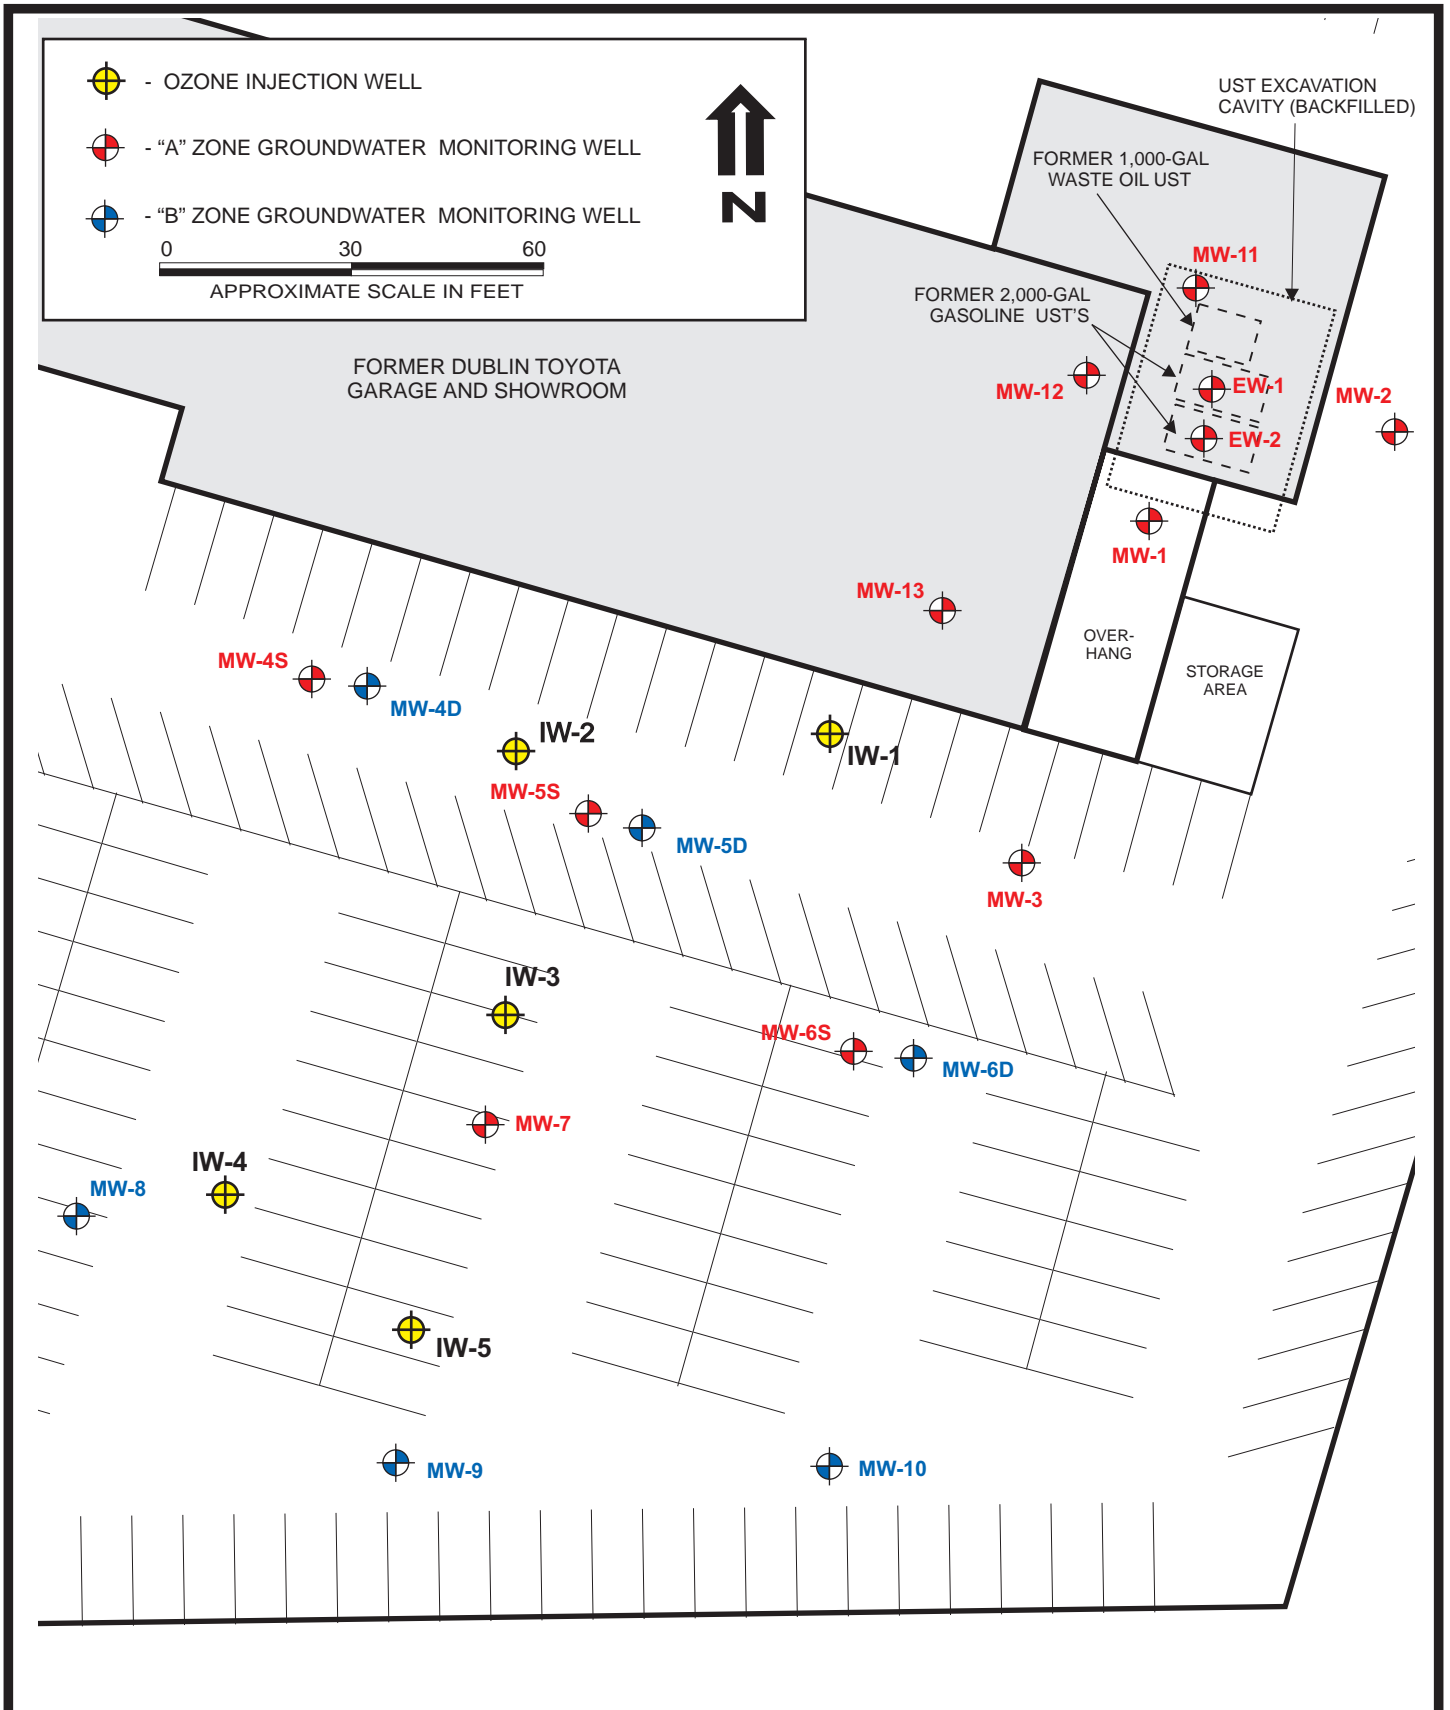 - OZONE INJECTION WELL
- “A” ZONE GROUNDWATER MONITORING WELL
- “B” ZONE GROUNDWATER MONITORING WELL
0 30 60
APPROXIMATE SCALE IN FEET
N
UST EXCAVATION
CAVITY (BACKFILLED)
FORMER 1,000-GAL
WASTE OIL UST
MW-11
FORMER 2,000-GAL
GASOLINE UST'S
FORMER DUBLIN TOYOTA
GARAGE AND SHOWROOM
MW-12
EW-1
MW-2
EW-2
MW-1
MW-13
OVER-
HANG
STORAGE
AREA
MW-4S
MW-4D
IW-2
IW-1
MW-5S
MW-5D
MW-3
IW-3
MW-6S
MW-6D
MW-7
IW-4
MW-8
IW-5
MW-9
MW-10